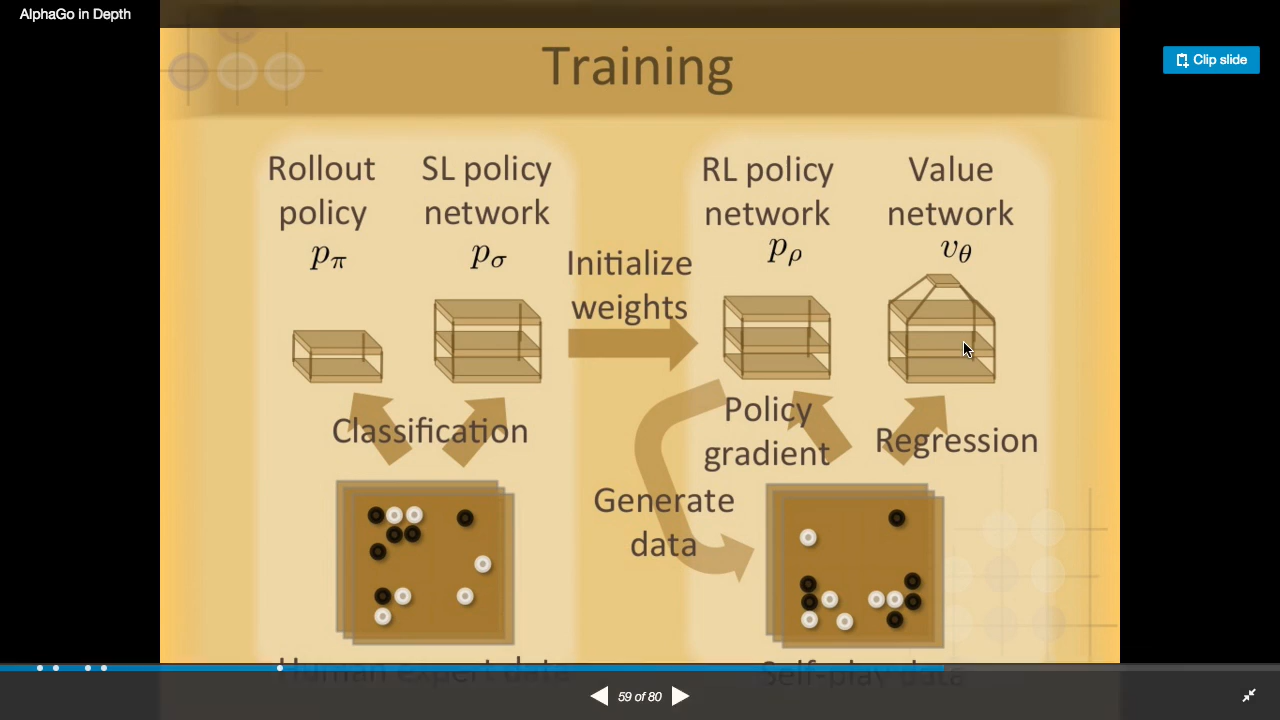 AlphaGo in Depth
Clip slide
Training
Rollout
policy
pπ
SL policy
network
pσ
Initialize
weights
RL policy
network
pρ
Value
network
vθ
Classification
Policy
gradient
Regression
Generate
data
Human expert data
Self-play data
59 of 80